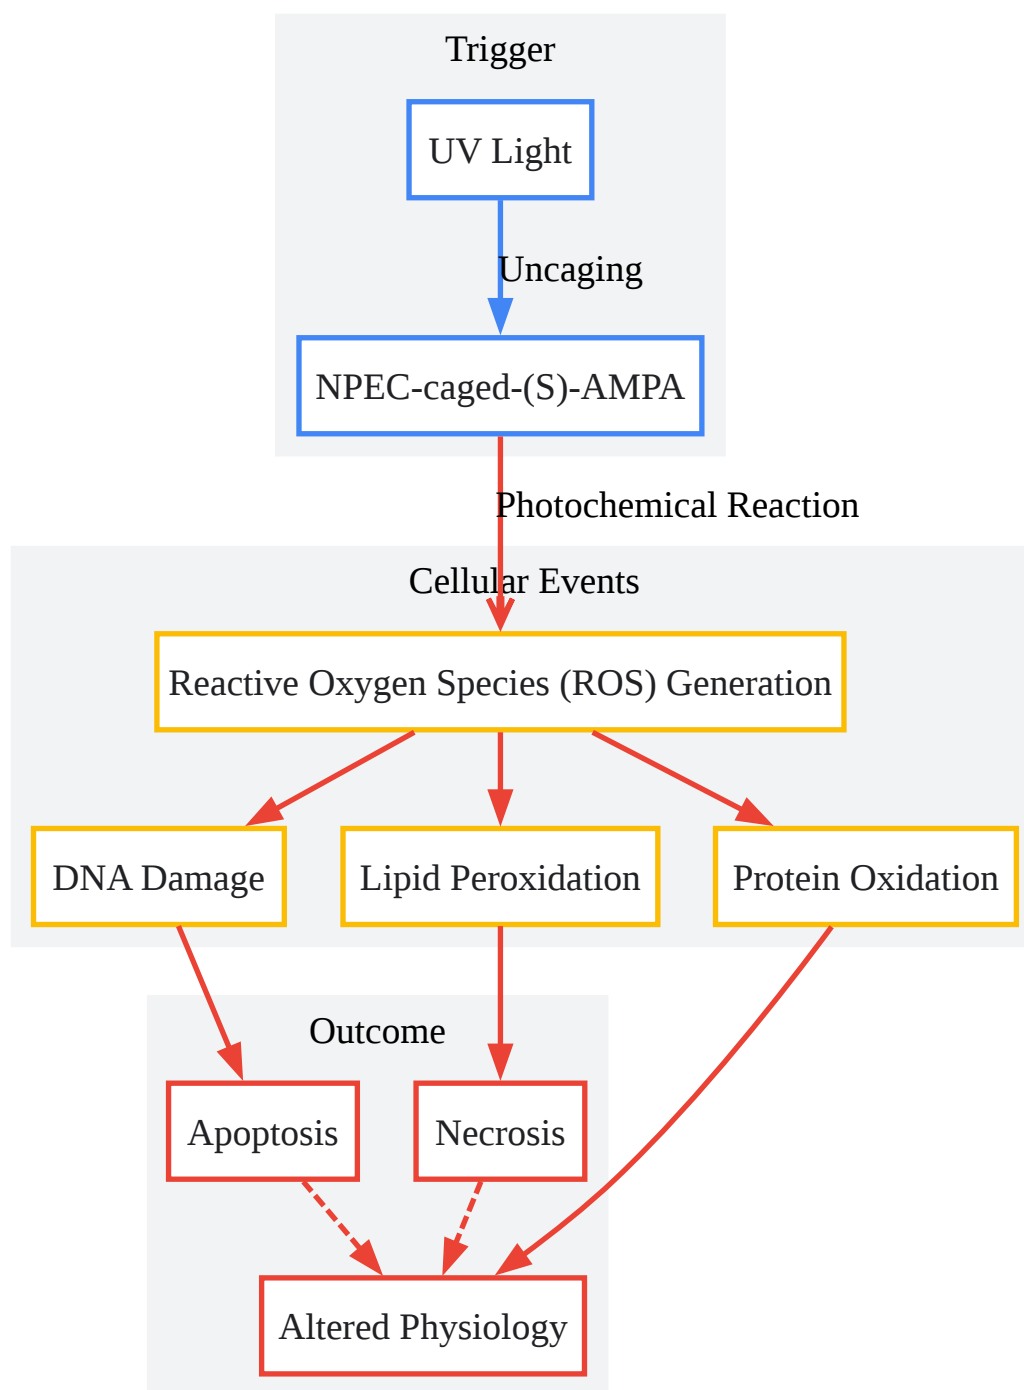 Trigger
UV Light
Uncaging
NPEC-caged-(S)-AMPA
Photochemical Reaction
Cellular Events
Reactive Oxygen Species (ROS) Generation
DNA Damage
Lipid Peroxidation
Protein Oxidation
Outcome
Apoptosis
Necrosis
Altered Physiology